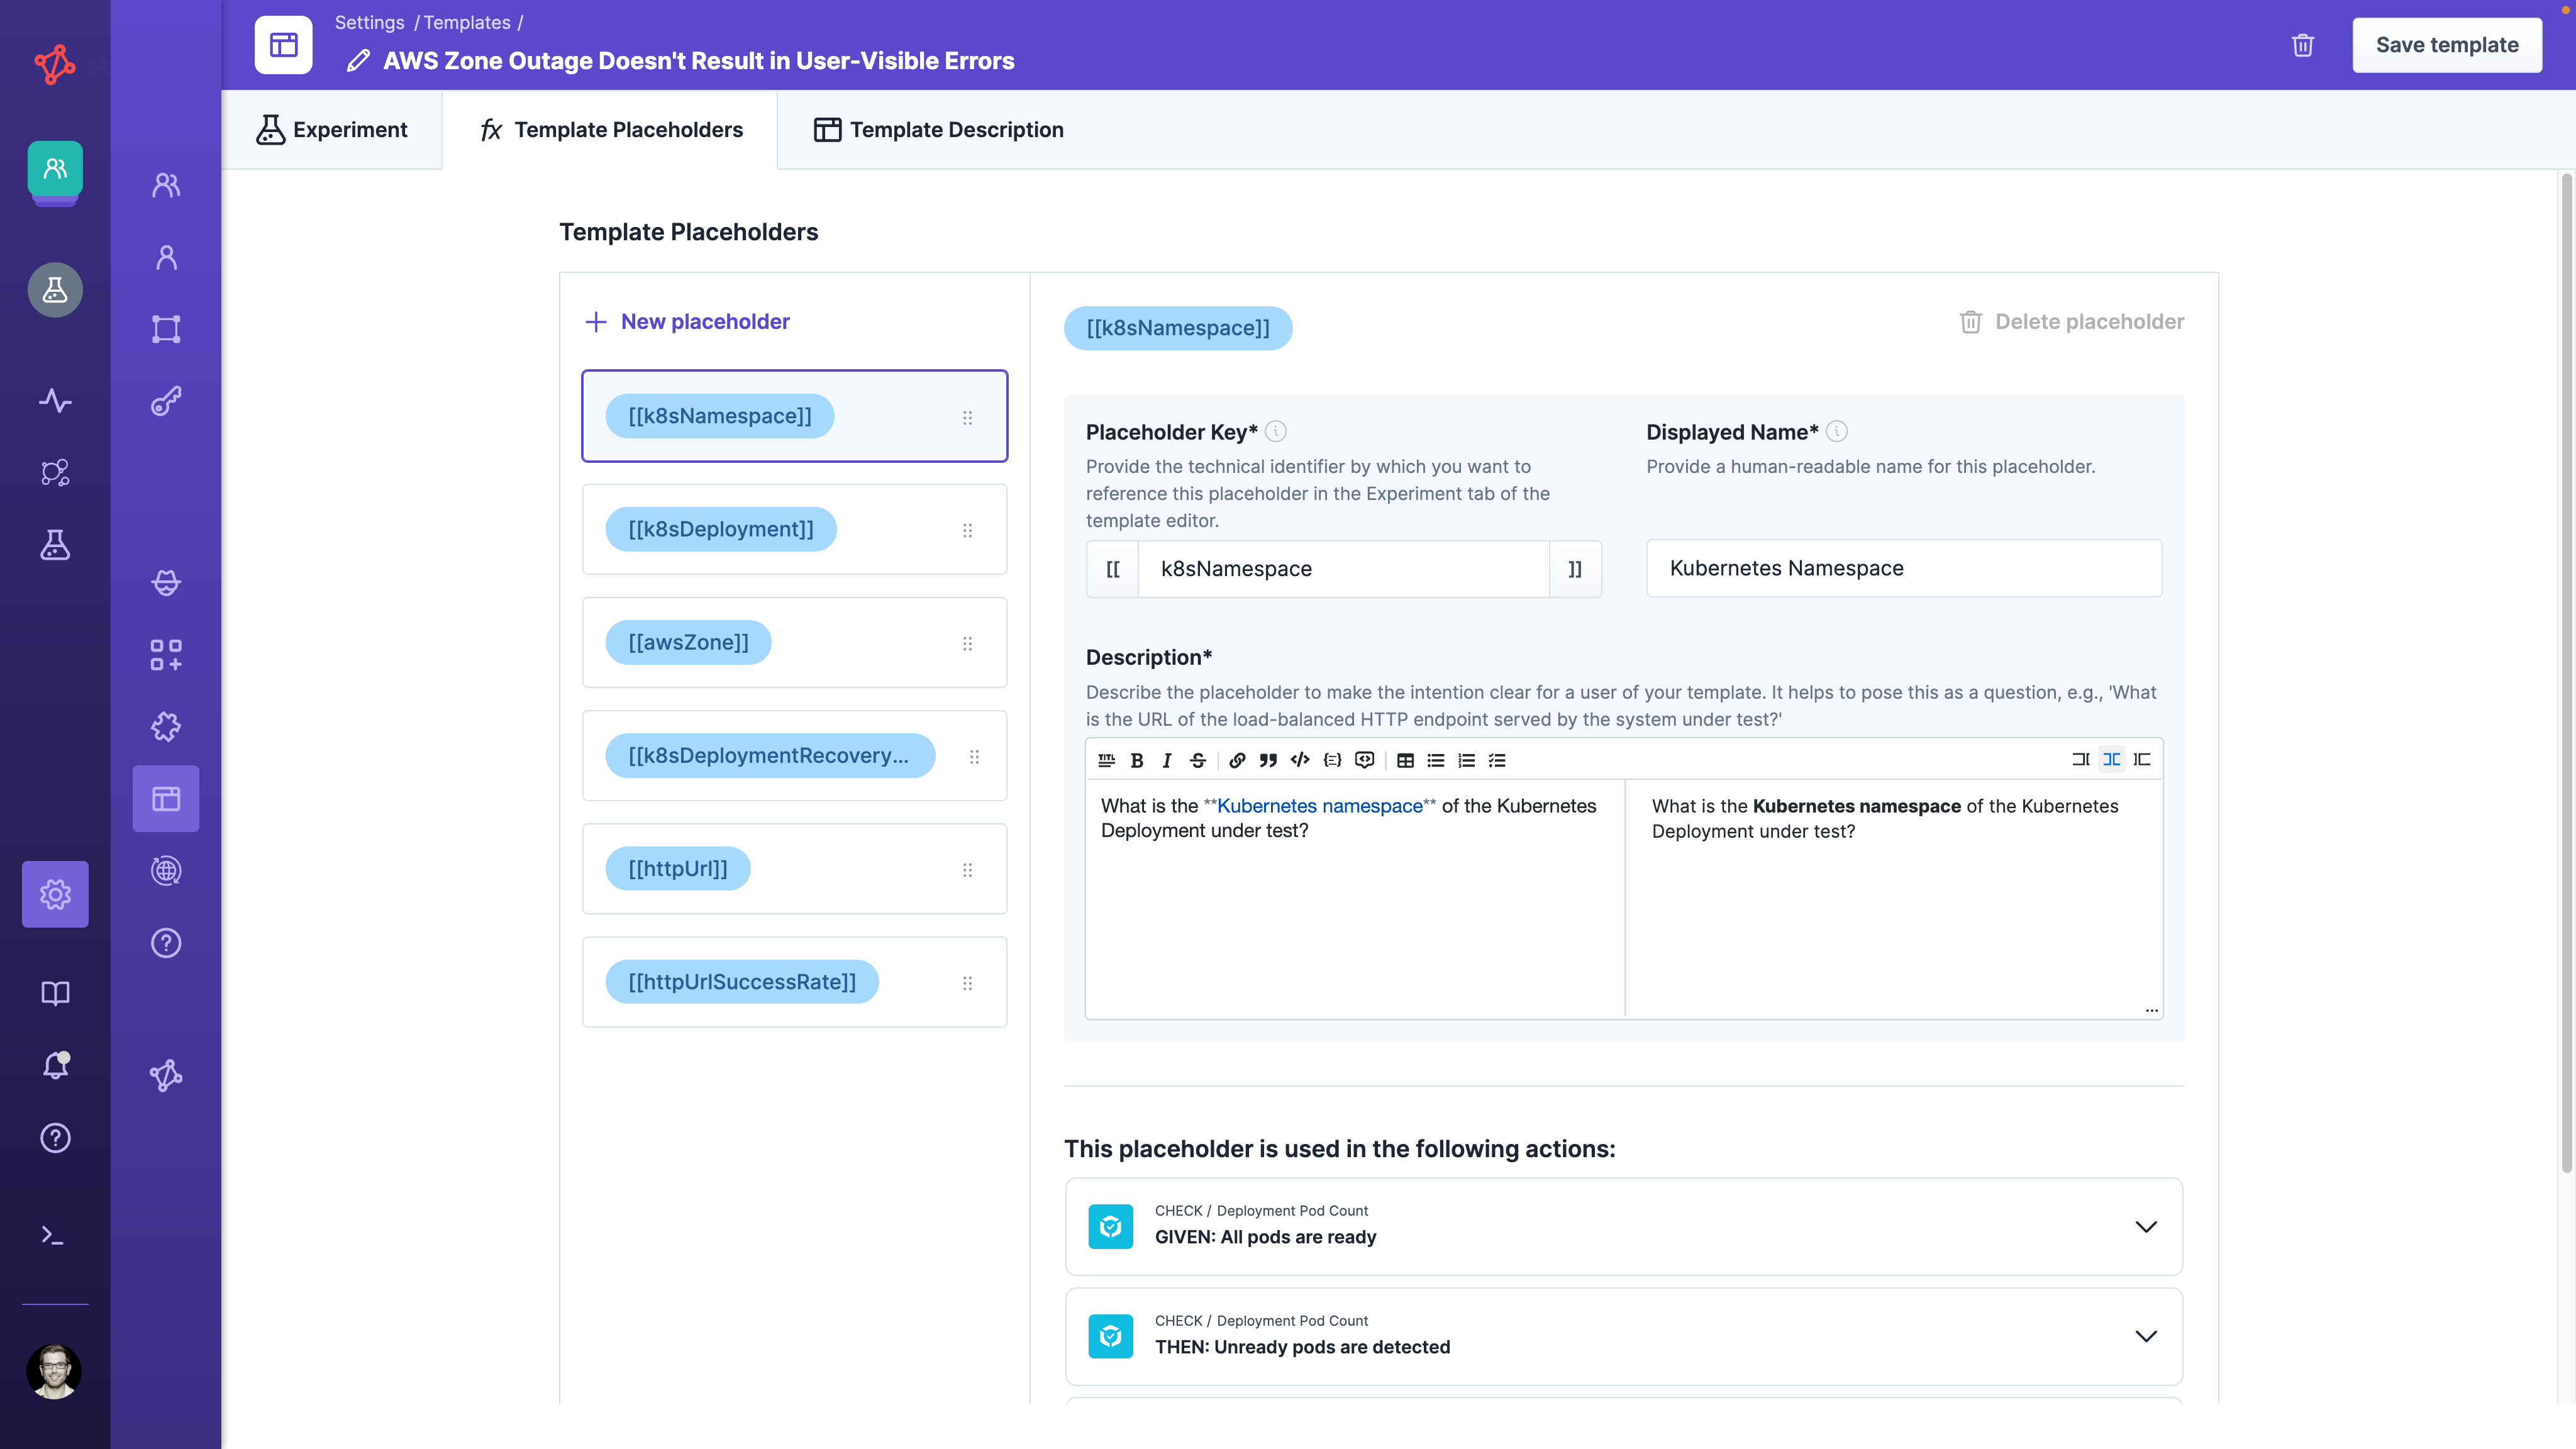 Settings / Templates /
AWS Zone Outage Doesn't Result in User-Visible Errors
Save template
Experiment
fx Template Placeholders
Template Description
Template Placeholders
New placeholder
[[k8sNamespace]]
[[k8sDeployment]]
[[awsZone]]
[[k8sDeploymentRecovery...
[[httpUrl]]
[[httpUrlSuccessRate]]
[[k8sNamespace]]
Delete placeholder
Placeholder Key*
Provide the technical identifier by which you want to
reference this placeholder in the Experiment tab of the
template editor.
[[ k8sNamespace ]]
Displayed Name*
Provide a human-readable name for this placeholder.
Kubernetes Namespace
Description*
Describe the placeholder to make the intention clear for a user of your template. It helps to pose this as a question, e.g., 'What
is the URL of the load-balanced HTTP endpoint served by the system under test?'
What is the **Kubernetes namespace** of the Kubernetes
Deployment under test?
What is the Kubernetes namespace of the Kubernetes
Deployment under test?
This placeholder is used in the following actions:
CHECK / Deployment Pod Count
GIVEN: All pods are ready
CHECK / Deployment Pod Count
THEN: Unready pods are detected